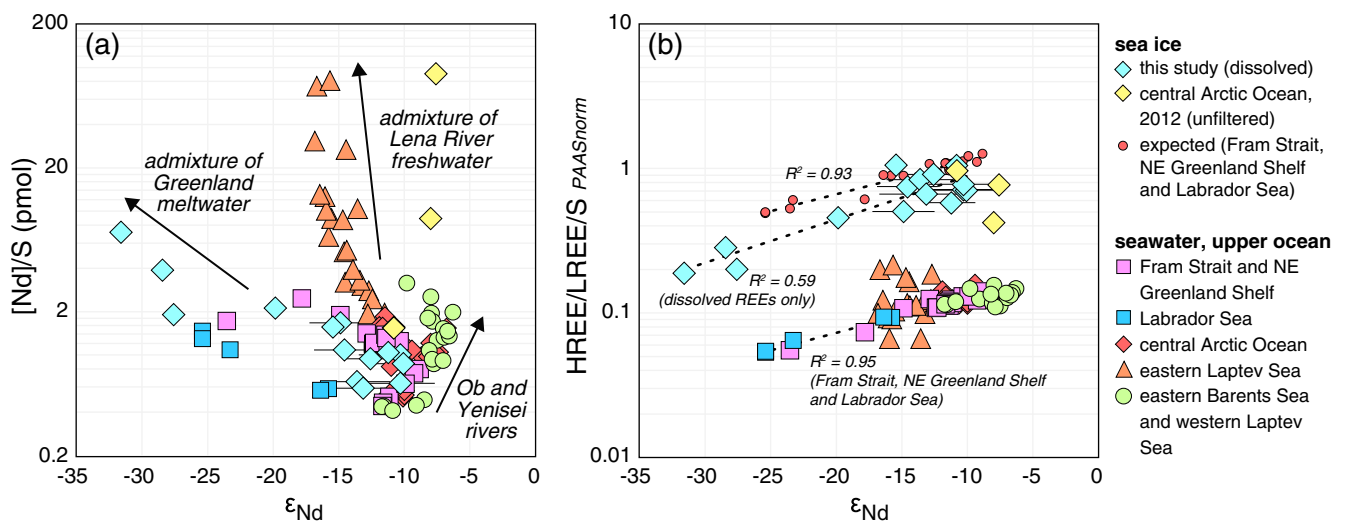 (a)
200
20
2
0.2
[Nd]/S (pmol)
admixture of
Greenland
meltwater
admixture of
Lena River
freshwater
Ob and
Yenisei
rivers
-35 -30 -25 -20 -15 -10 -5 0
εNd
(b)
10
1
0.1
0.01
HREE/LREE/S PAASnorm
R² = 0.93
R² = 0.59
(dissolved REEs only)
R² = 0.95
(Fram Strait, NE Greenland Shelf
and Labrador Sea)
-35 -30 -25 -20 -15 -10 -5 0
εNd
sea ice
this study (dissolved)
central Arctic Ocean,
2012 (unfiltered)
expected (Fram Strait,
NE Greenland Shelf
and Labrador Sea)
seawater, upper ocean
Fram Strait and NE
Greenland Shelf
Labrador Sea
central Arctic Ocean
eastern Laptev Sea
eastern Barents Sea
and western Laptev
Sea